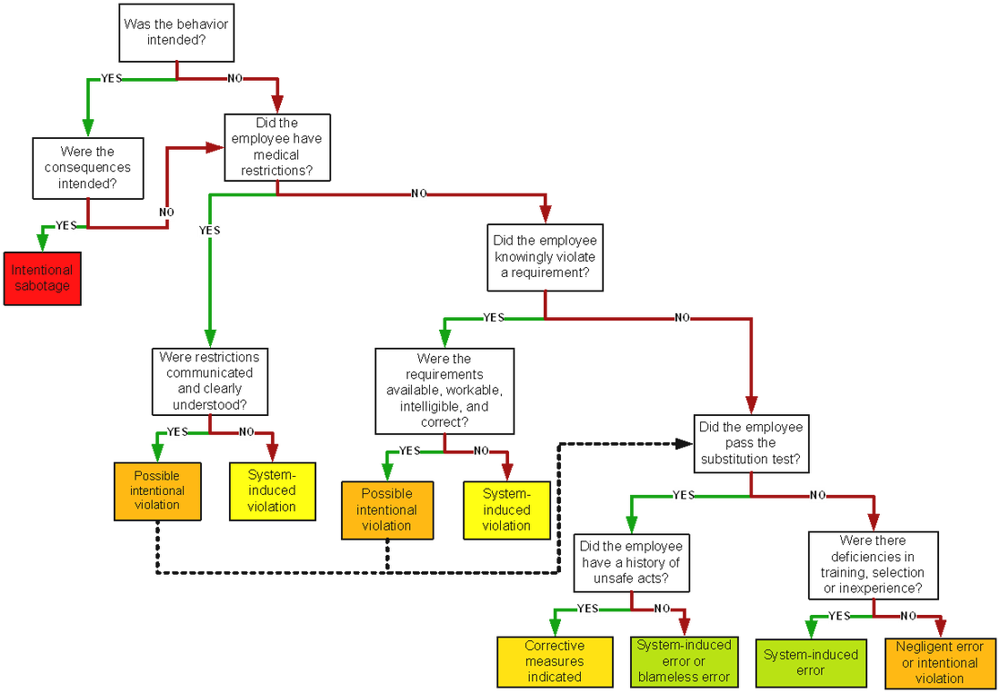 Was the behavior
intended?
YES
NO
Did the
employee have
medical
restrictions?
Were the
consequences
intended?
NO
YES
NO
YES
Did the employee
knowingly violate
a requirement?
Intentional
sabotage
YES
NO
Were restrictions
communicated
and clearly
understood?
Were the
requirements
available, workable,
intelligible, and
correct?
Did the employee
pass the
substitution test?
YES
NO
YES
NO
Possible
intentional
violation
System-
induced
violation
Possible
intentional
violation
System-
induced
violation
YES
NO
Did the employee
have a history of
unsafe acts?
Were there
deficiencies in
training, selection
or inexperience?
YES
NO
YES
NO
Corrective
measures
indicated
System-induced
error or
blameless error
System-induced
error
Negligent error
or intentional
violation